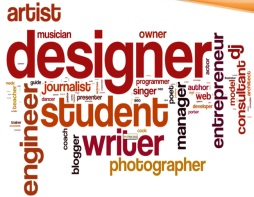 artist
musician
owner
designer
engineer
guide
journalist
presenter
dancer
student
programmer
singer
poet
actor
author
web
developer
porter
manager
entrepreneur
dj
model
consultant
coach
blogger
writer
photographer
cook